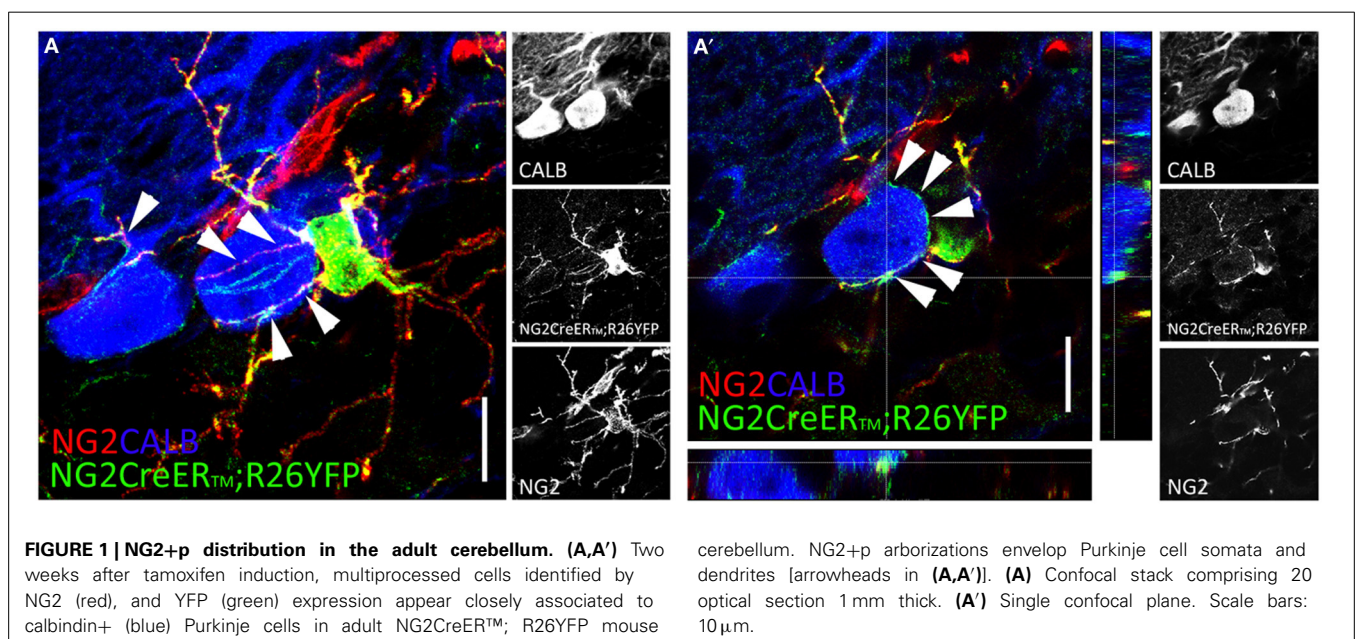 A
CALB
NG2CreER™;R26YFP
NG2
NG2CALB
NG2CreER™;R26YFP
A′
CALB
NG2CreER™;R26YFP
NG2
NG2CALB
NG2CreER™;R26YFP
FIGURE 1 | NG2+p distribution in the adult cerebellum. (A,A′) Two
weeks after tamoxifen induction, multiprocessed cells identified by
NG2 (red), and YFP (green) expression appear closely associated to
calbindin+ (blue) Purkinje cells in adult NG2CreER™; R26YFP mouse
cerebellum. NG2+p arborizations envelop Purkinje cell somata and
dendrites [arrowheads in (A,A′)]. (A) Confocal stack comprising 20
optical section 1 mm thick. (A′) Single confocal plane. Scale bars:
10 μm.